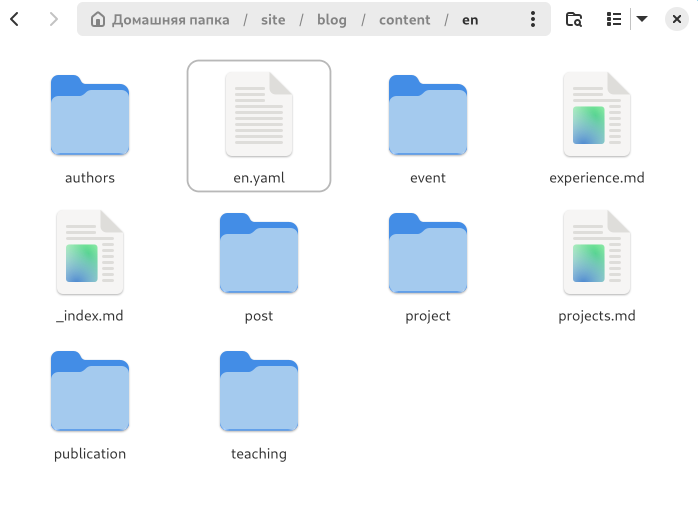 Домашняя папка / site / blog / content / en
authors
en.yaml
event
experience.md
_index.md
post
project
projects.md
publication
teaching